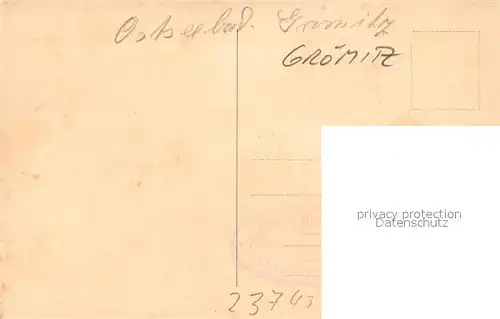 Ostseebad. Grömitz
GRÖMITZ
privacy protection
Datenschutz
23743